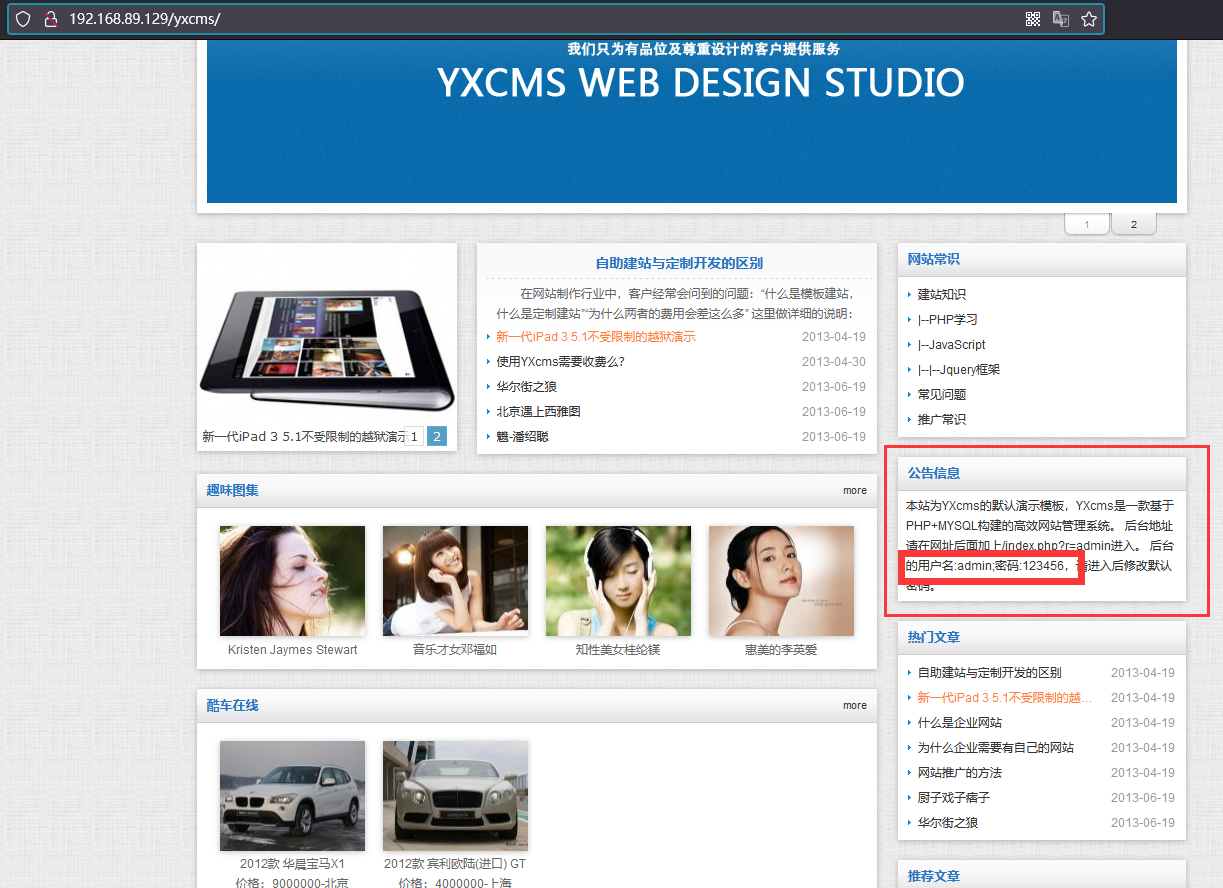 192.168.89.129/yxcms/
我们只为有品位及尊重设计的客户提供服务
YXCMS WEB DESIGN STUDIO
1
2
新一代iPad 3 5.1不受限制的越狱演示
1
2
自助建站与定制开发的区别
在网站制作行业中，客户经常会问到的问题：“什么是模板建站，
什么是定制建站”“为什么两者的费用会差这么多” 这里做详细的说明：
新一代iPad 3 5.1不受限制的越狱演示 2013-04-19
使用YXcms需要收费么？ 2013-04-30
华尔街之狼 2013-06-19
北京遇上西雅图 2013-06-19
魍-潘绍聪 2013-06-19
网站常识
建站知识
|--PHP学习
|--JavaScript
|--|--Jquery框架
常见问题
推广常识
公告信息
本站为YXcms的默认演示模板，YXcms是一款基于
PHP+MYSQL构建的高效网站管理系统。 后台地址
请在网址后面加上/index.php?r=admin进入。 后台
的用户名:admin;密码:123456，请进入后修改默认
密码。
趣味图集 more
Kristen Jaymes Stewart
音乐才女邓福如
知性美女桂纶镁
惠美的李英爱
酷车在线 more
2012款 华晨宝马X1
价格：9000000-北京
2012款 宾利欧陆(进口) GT
价格：4000000-上海
热门文章
自助建站与定制开发的区别 2013-04-19
新一代iPad 3 5.1不受限制的越... 2013-04-19
什么是企业网站 2013-04-19
为什么企业需要有自己的网站 2013-04-19
网站推广的方法 2013-04-19
厨子戏子痞子 2013-06-19
华尔街之狼 2013-06-19
推荐文章